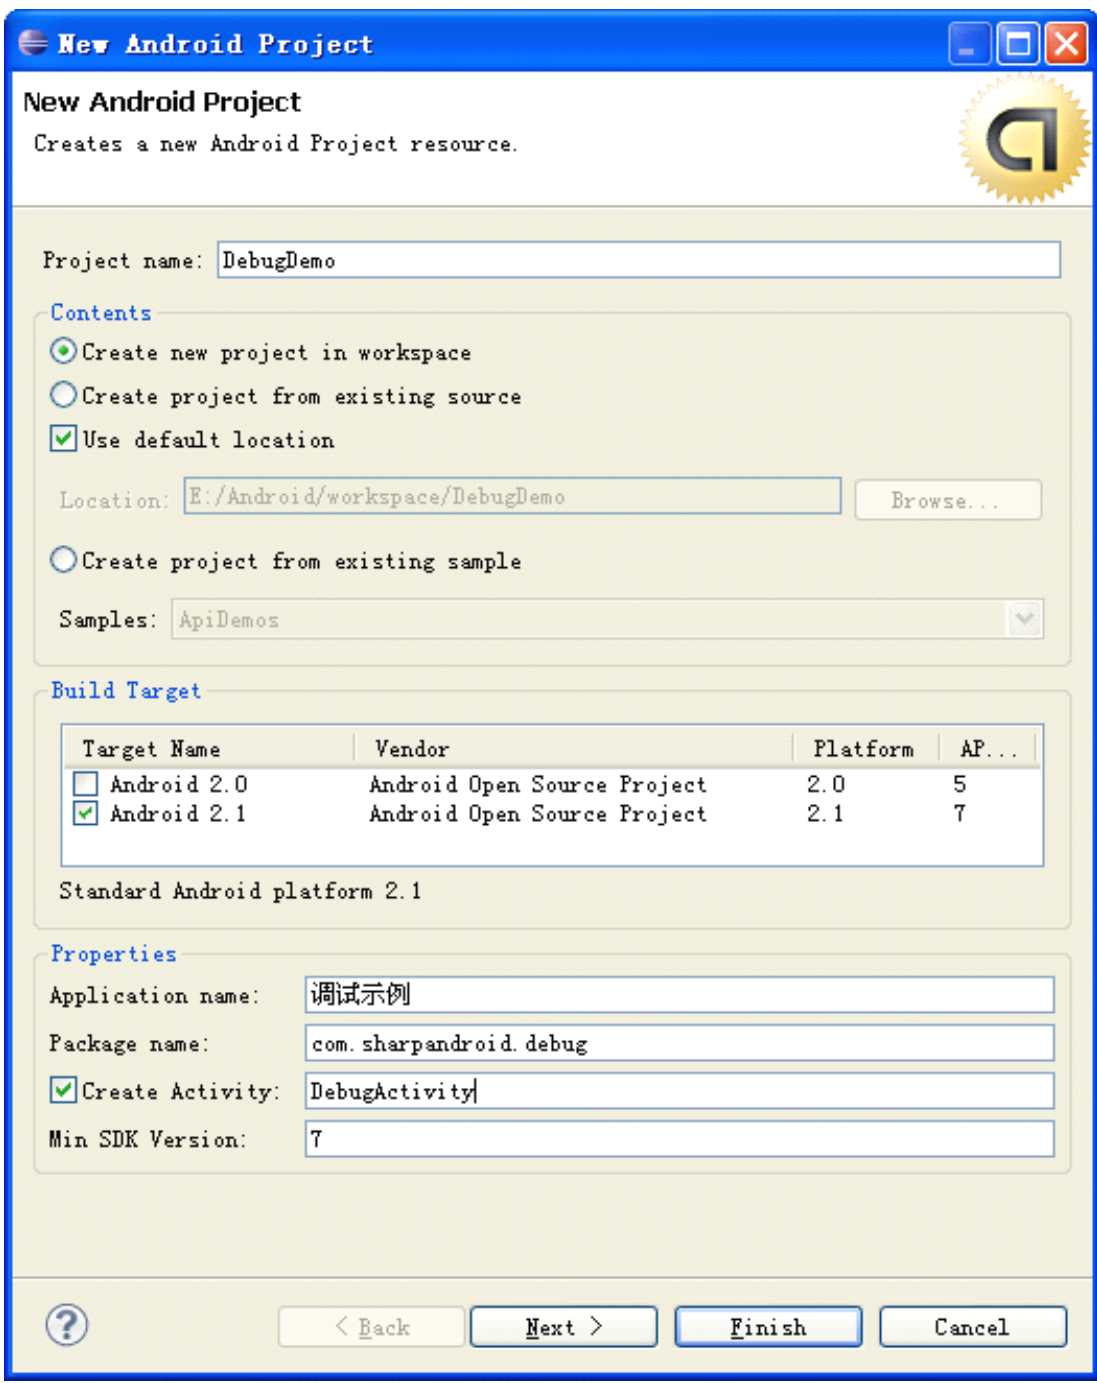 New Android Project
New Android Project
Creates a new Android Project resource.
Project name: DebugDemo
Contents
Create new project in workspace
Create project from existing source
Use default location
Location: E:/Android/workspace/DebugDemo Browse...
Create project from existing sample
Samples: ApiDemos
Build Target
Target Name Vendor Platform AP...
Android 2.0 Android Open Source Project 2.0 5
Android 2.1 Android Open Source Project 2.1 7
Standard Android platform 2.1
Properties
Application name: 调试示例
Package name: com.sharpandroid.debug
Create Activity: DebugActivity
Min SDK Version: 7
? < Back Next > Finish Cancel